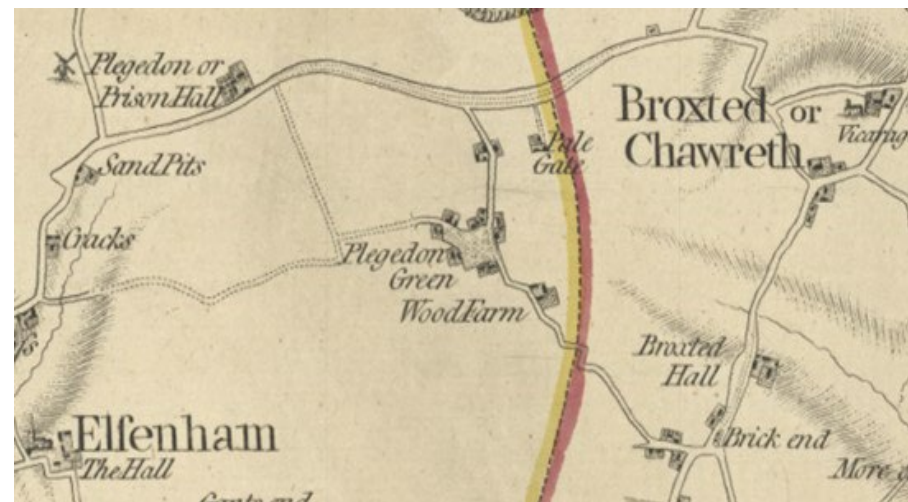 Plegedon or
Prison Hall
Broxted or
Chawreth
Vicarag
Pale
Gate
Sand Pits
Cracks
Plegedon
Green
Wood Farm
Broxted
Hall
Elsenham
The Hall
Brick end
More